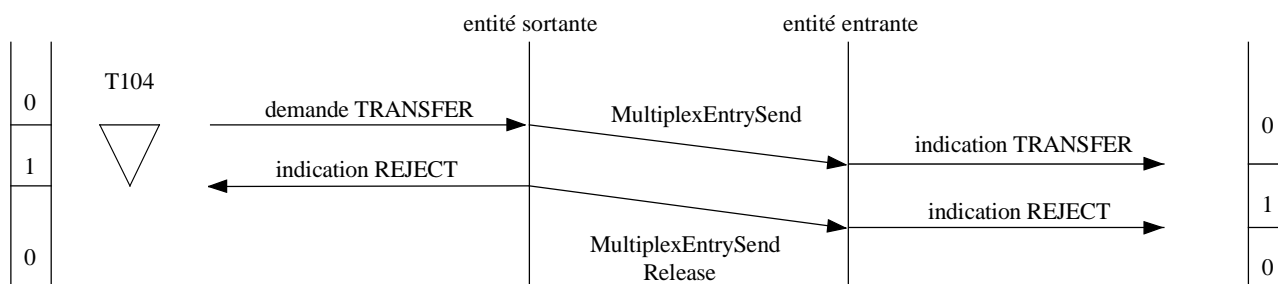 entité sortante
entité entrante
T104
0
demande TRANSFER
MultiplexEntrySend
0
indication TRANSFER
1
indication REJECT
1
indication REJECT
MultiplexEntrySend
Release
0
0